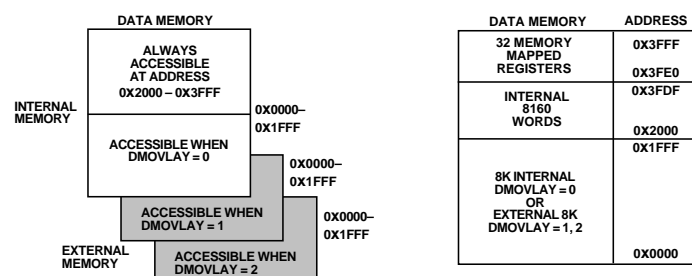 DATA MEMORY
ALWAYS
ACCESSIBLE
AT ADDRESS
0X2000 – 0X3FFF
INTERNAL
MEMORY
0X0000–
0X1FFF
ACCESSIBLE WHEN
DMOVLAY = 0
0X0000–
0X1FFF
ACCESSIBLE WHEN
DMOVLAY = 1
0X0000–
0X1FFF
EXTERNAL
MEMORY
ACCESSIBLE WHEN
DMOVLAY = 2
DATA MEMORY ADDRESS
32 MEMORY
MAPPED
REGISTERS
0X3FFF
0X3FE0
INTERNAL
8160
WORDS
0X3FDF
0X2000
8K INTERNAL
DMOVLAY = 0
OR
EXTERNAL 8K
DMOVLAY = 1, 2
0X1FFF
0X0000